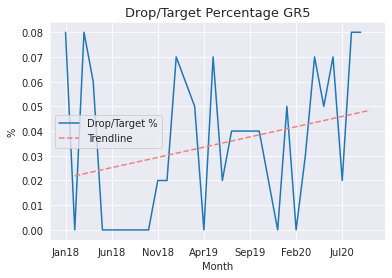 Drop/Target Percentage GR5
0.08
0.07
0.06
0.05
0.04
0.03
0.02
0.01
0.00
%
Drop/Target %
Trendline
Jan18 Jun18 Nov18 Apr19 Sep19 Feb20 Jul20
Month